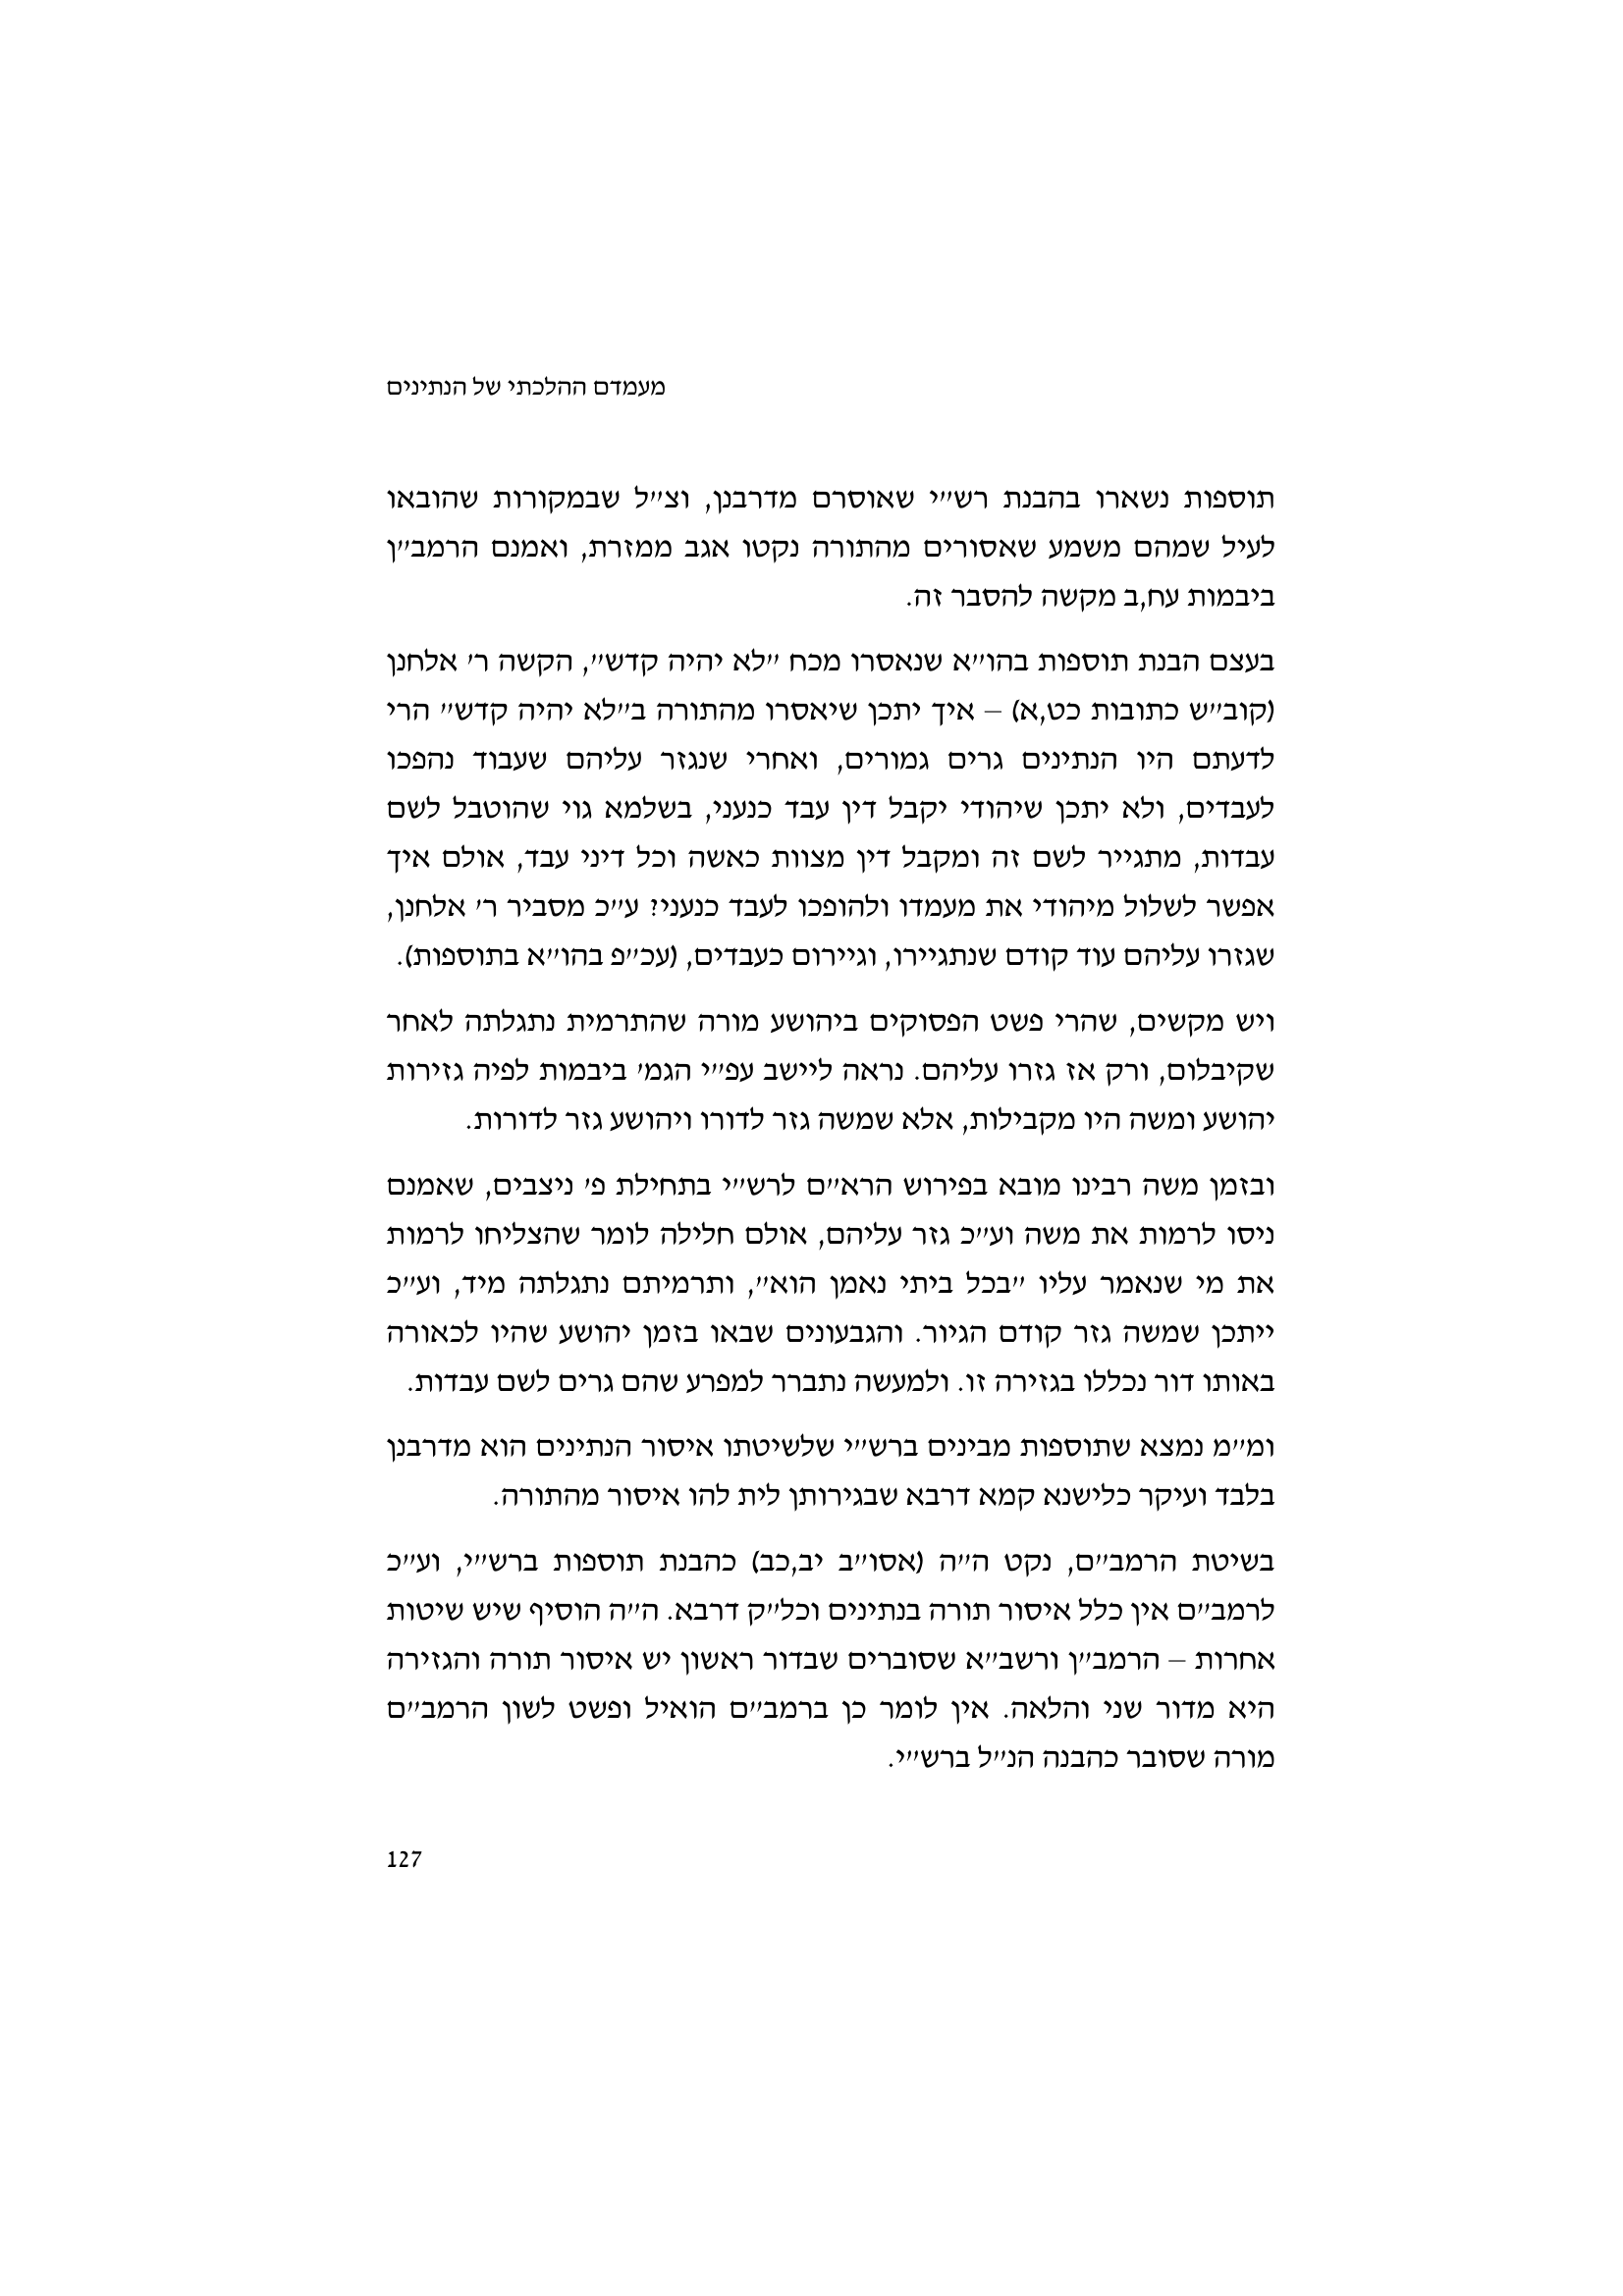 מעמדם ההלכתי של הנתינים
תוספות נשארו בהבנת רש״י שאוסרם מדרבנן, וצ״ל שבמקורות שהובאו
לעיל שמהם משמע שאסורים מהתורה נקטו אגב ממזרת, ואמנם הרמב״ן
ביבמות עח,ב מקשה להסבר זה.
בעצם הבנת תוספות בהו״א שנאסרו מכח ״לא יהיה קדש״, הקשה ר׳ אלחנן
(קוב״ש כתובות כט,א) – איך יתכן שיאסרו מהתורה ב״לא יהיה קדש״ הרי
לדעתם היו הנתינים גרים גמורים, ואחרי שנגזר עליהם שעבוד נהפכו
לעבדים, ולא יתכן שיהודי יקבל דין עבד כנעני, בשלמא גוי שהוטבל לשם
עבדות, מתגייר לשם זה ומקבל דין מצוות כאשה וכל דיני עבד, אולם איך
אפשר לשלול מיהודי את מעמדו ולהופכו לעבד כנעני? ע״כ מסביר ר׳ אלחנן,
שגזרו עליהם עוד קודם שנתגיירו, וגיירום כעבדים, (עכ״פ בהו״א בתוספות).
ויש מקשים, שהרי פשט הפסוקים ביהושע מורה שהתרמית נתגלתה לאחר
שקיבלום, ורק אז גזרו עליהם. נראה ליישב עפ״י הגמ׳ ביבמות לפיה גזירות
יהושע ומשה היו מקבילות, אלא שמשה גזר לדורו ויהושע גזר לדורות.
ובזמן משה רבינו מובא בפירוש הרא״ם לרש״י בתחילת פ׳ ניצבים, שאמנם
ניסו לרמות את משה וע״כ גזר עליהם, אולם חלילה לומר שהצליחו לרמות
את מי שנאמר עליו ״בכל ביתי נאמן הוא״, ותרמיתם נתגלתה מיד, וע״כ
ייתכן שמשה גזר קודם הגיור. והגבעונים שבאו בזמן יהושע שהיו לכאורה
באותו דור נכללו בגזירה זו. ולמעשה נתברר למפרע שהם גרים לשם עבדות.
ומ״מ נמצא שתוספות מבינים ברש״י שלשיטתו איסור הנתינים הוא מדרבנן
בלבד ועיקר כלישנא קמא דרבא שבגירותן לית להו איסור מהתורה.
בשיטת הרמב״ם, נקט ה״ה (אסו״ב יב,כב) כהבנת תוספות ברש״י, וע״כ
לרמב״ם אין כלל איסור תורה בנתינים וכל״ק דרבא. ה״ה הוסיף שיש שיטות
אחרות – הרמב״ן ורשב״א שסוברים שבדור ראשון יש איסור תורה והגזירה
היא מדור שני והלאה. אין לומר כן ברמב״ם הואיל ופשט לשון הרמב״ם
מורה שסובר כהבנה הנ״ל ברש״י.
127